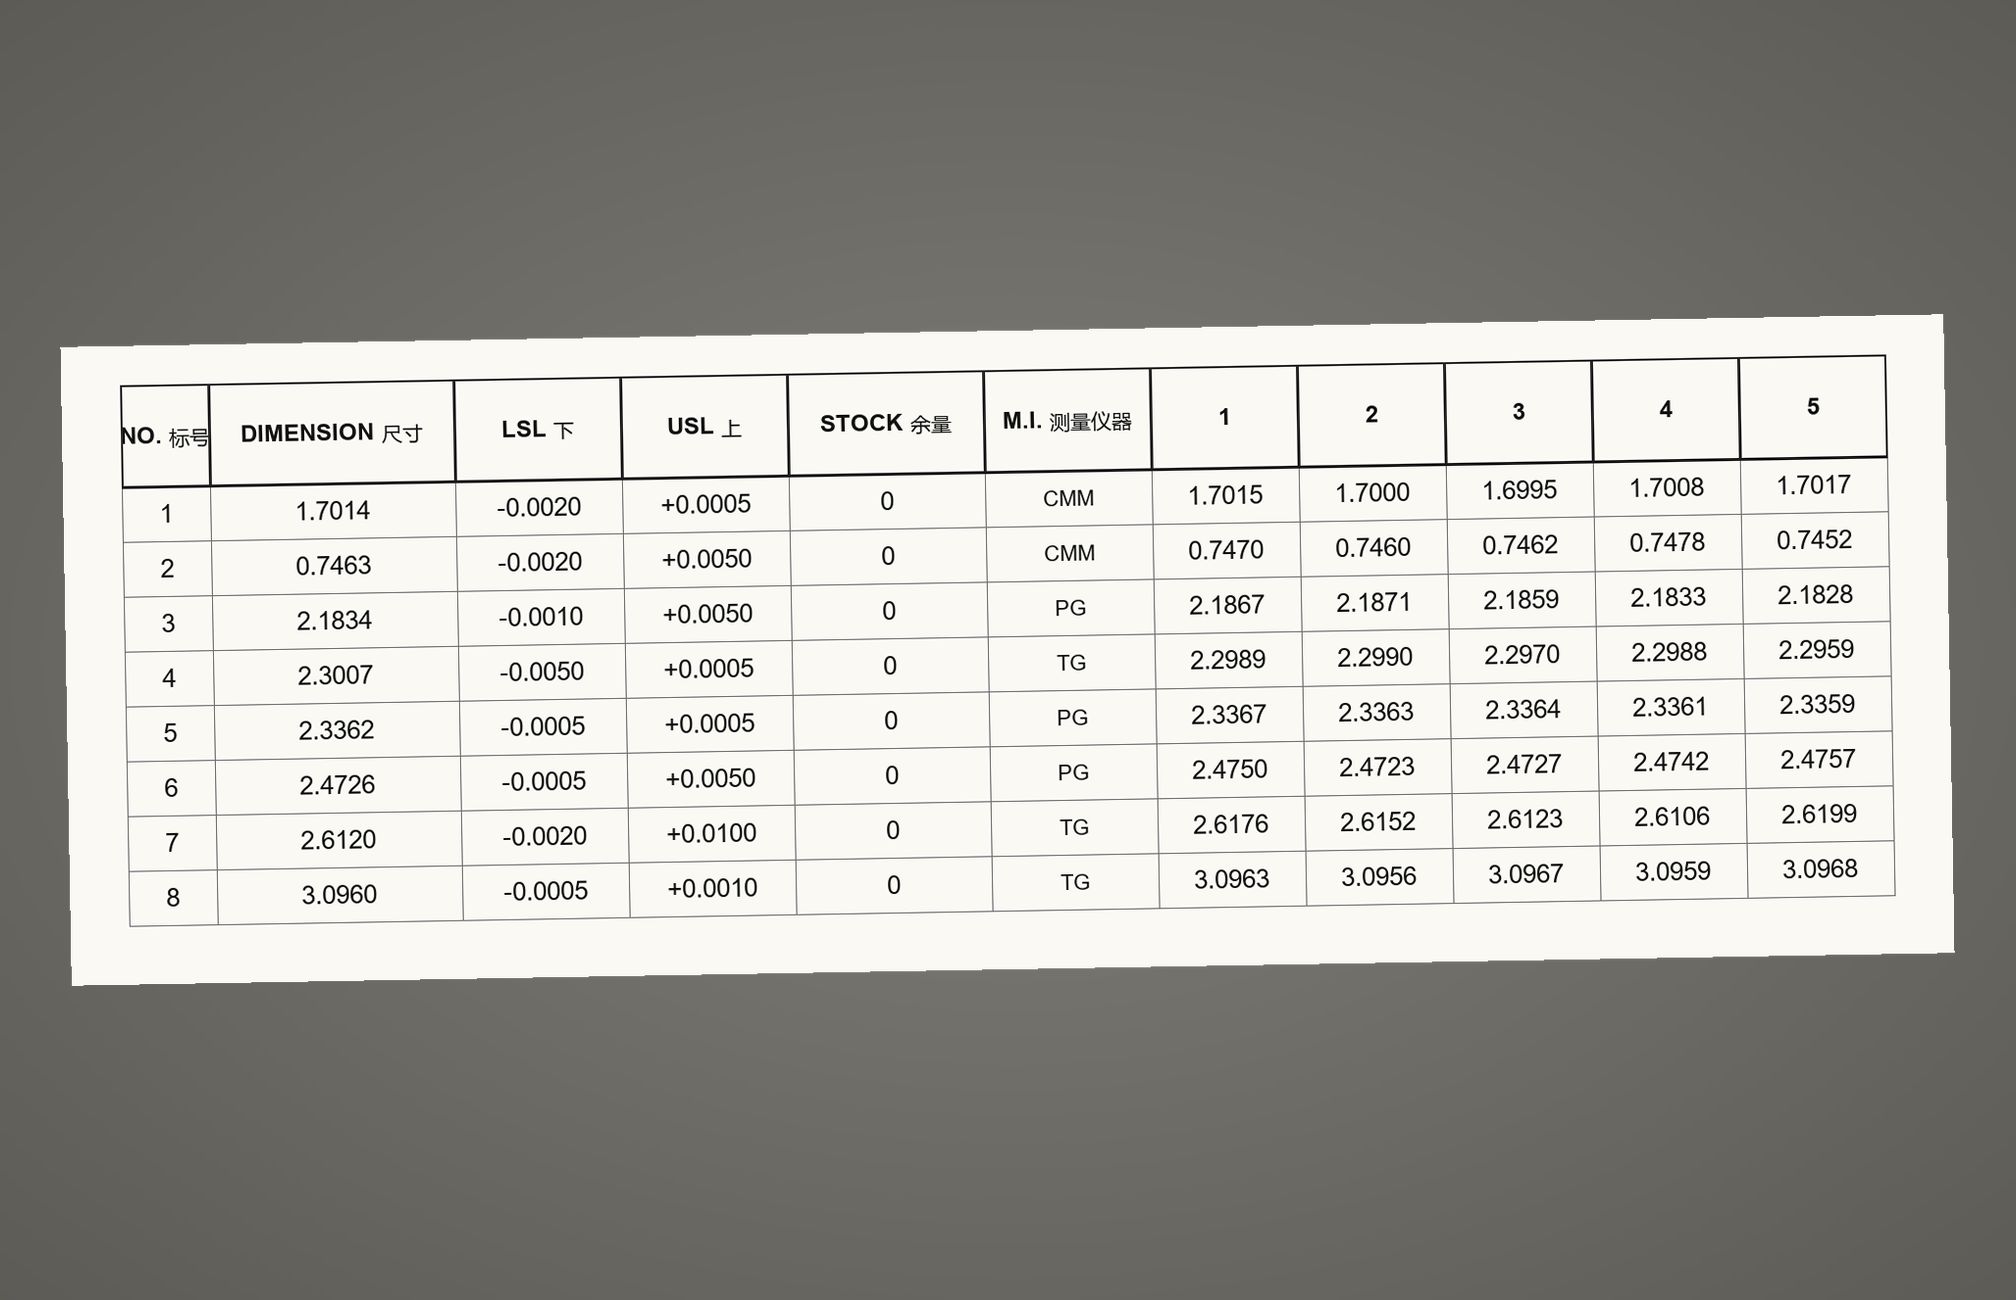 NO. 标号 DIMENSION 尺寸 LSL 下 USL 上 STOCK 余量 M.I. 测量仪器 1 2 3 4 5
1 1.7014 -0.0020 +0.0005 0 CMM 1.7015 1.7000 1.6995 1.7008 1.7017
2 0.7463 -0.0020 +0.0050 0 CMM 0.7470 0.7460 0.7462 0.7478 0.7452
3 2.1834 -0.0010 +0.0050 0 PG 2.1867 2.1871 2.1859 2.1833 2.1828
4 2.3007 -0.0050 +0.0005 0 TG 2.2989 2.2990 2.2970 2.2988 2.2959
5 2.3362 -0.0005 +0.0005 0 PG 2.3367 2.3363 2.3364 2.3361 2.3359
6 2.4726 -0.0005 +0.0050 0 PG 2.4750 2.4723 2.4727 2.4742 2.4757
7 2.6120 -0.0020 +0.0100 0 TG 2.6176 2.6152 2.6123 2.6106 2.6199
8 3.0960 -0.0005 +0.0010 0 TG 3.0963 3.0956 3.0967 3.0959 3.0968